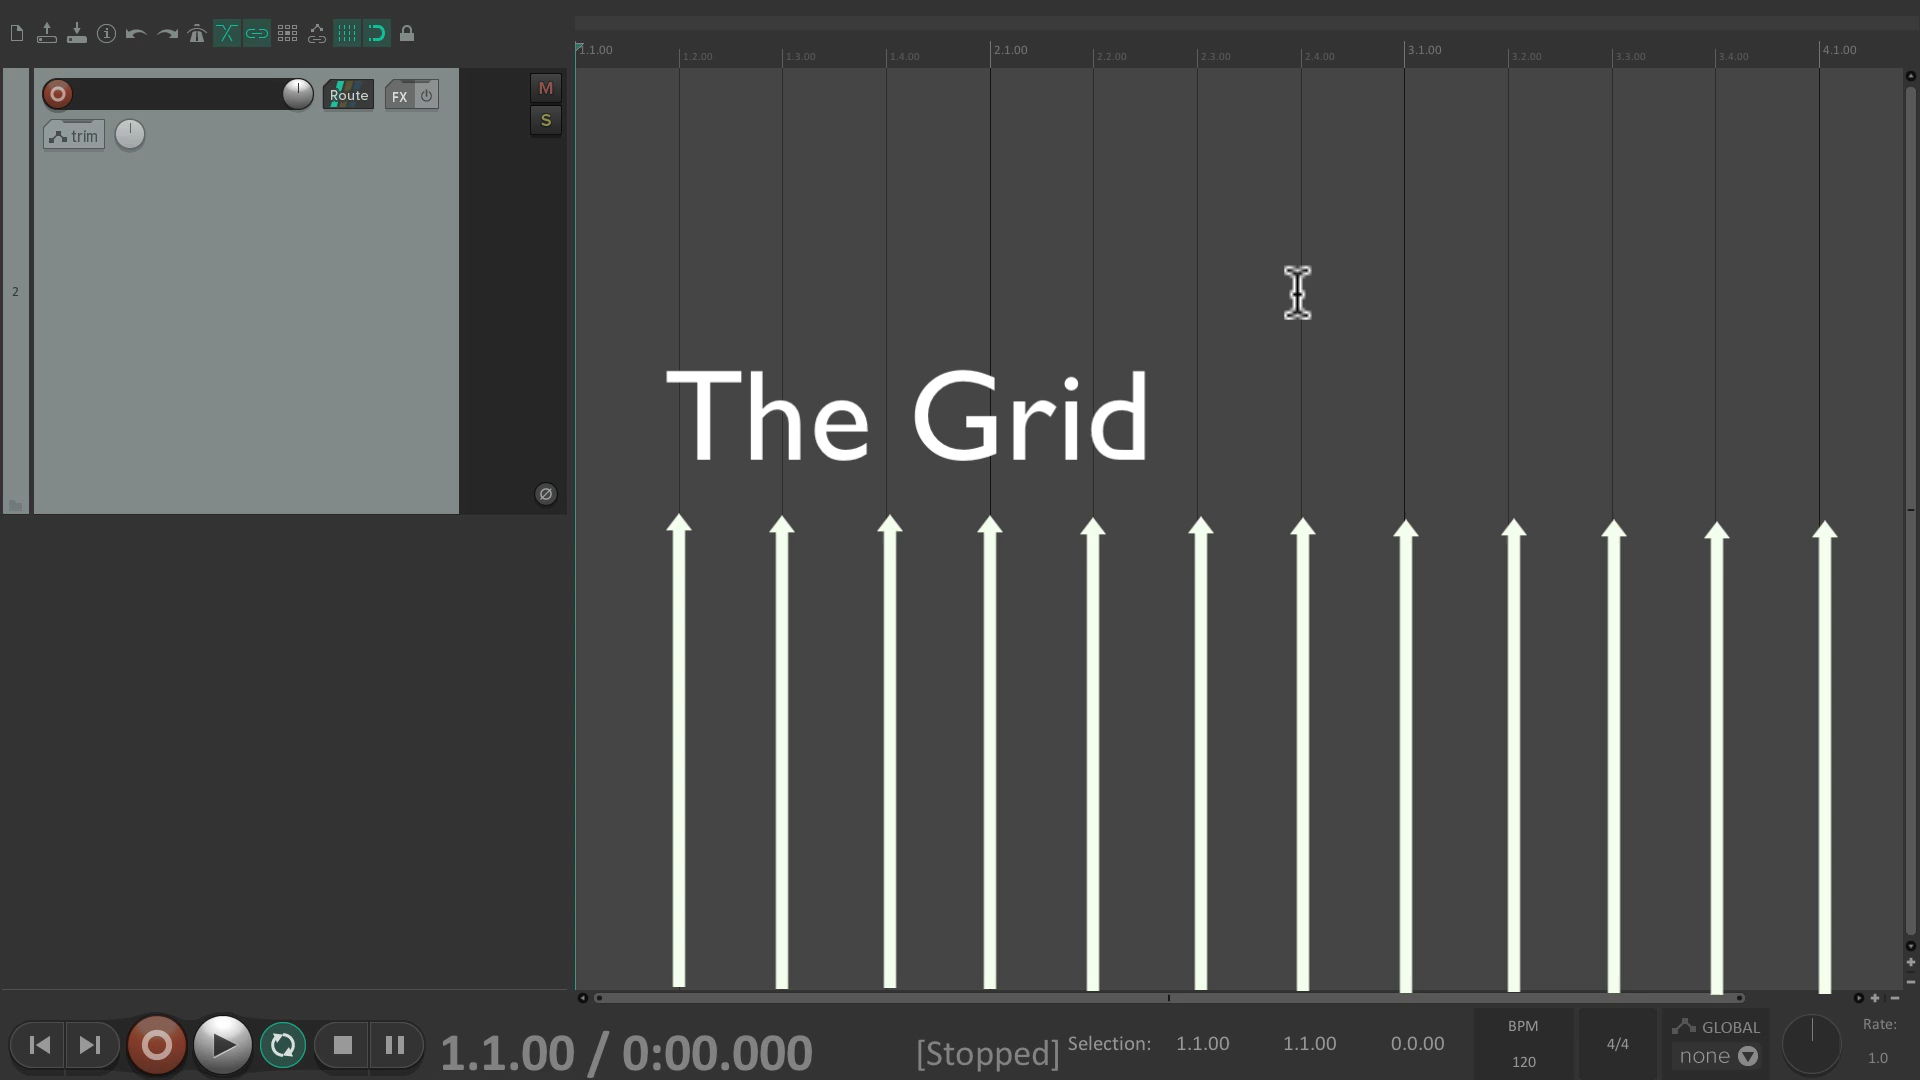 1.1.00 1.2.00 1.3.00 1.4.00 2.1.00 2.2.00 2.3.00 2.4.00 3.1.00 3.2.00 3.3.00 3.4.00 4.1.00
Route FX M
trim S
2
The Grid
1.1.00 / 0:00.000 [Stopped] Selection: 1.1.00 1.1.00 0.0.00
BPM
120
4/4
GLOBAL
none
Rate:
1.0